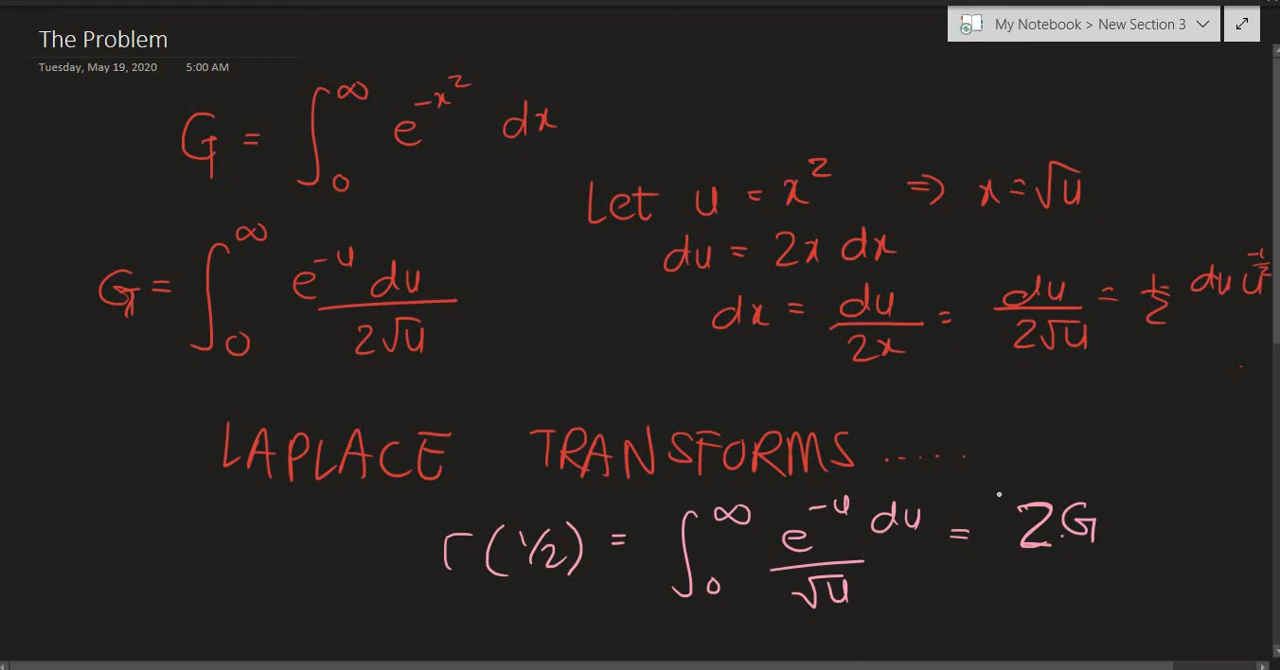 The Problem
My Notebook > New Section 3
Tuesday, May 19, 2020 5:00 AM
G = ∫₀^∞ e^(-x²) dx
Let u = x² ⇒ x = √u
du = 2x dx
G = ∫₀^∞ e^(-u) du / 2√u
dx = du / 2x = du / 2√u = 1/2 du u^(-1/2)
LAPLACE TRANSFORMS .....
Γ(1/2) = ∫₀^∞ e^(-u) du / √u = 2.G